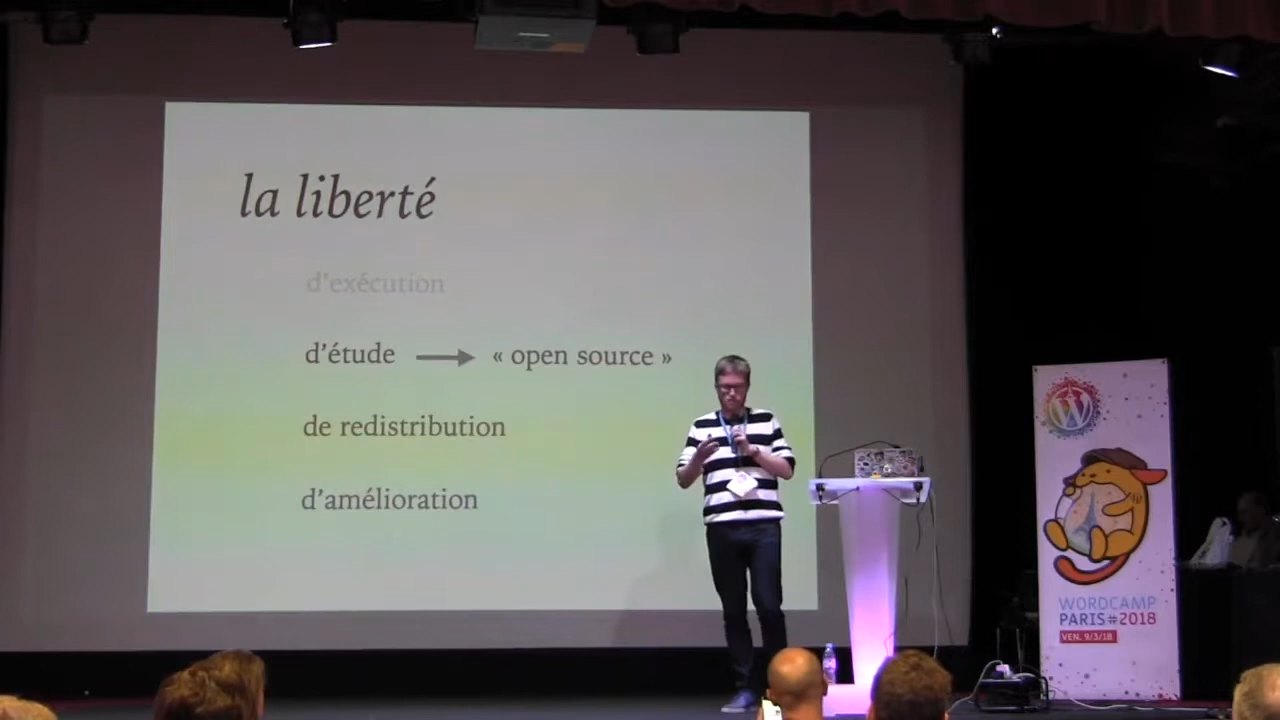 la liberté
d'exécution
d'étude → « open source »
de redistribution
d'amélioration
WORDCAMP
PARIS#2018
VEN. 9/3/18